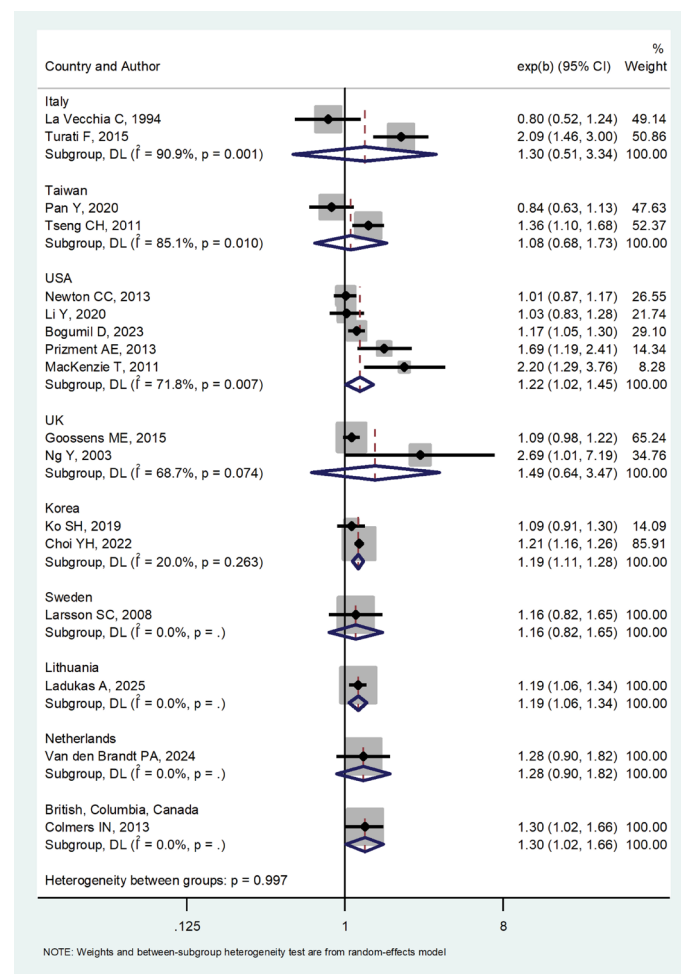 %
Country and Author exp(b) (95% CI) Weight
Italy
La Vecchia C, 1994 0.80 (0.52, 1.24) 49.14
Turati F, 2015 2.09 (1.46, 3.00) 50.86
Subgroup, DL (I² = 90.9%, p = 0.001) 1.30 (0.51, 3.34) 100.00
Taiwan
Pan Y, 2020 0.84 (0.63, 1.13) 47.63
Tseng CH, 2011 1.36 (1.10, 1.68) 52.37
Subgroup, DL (I² = 85.1%, p = 0.010) 1.08 (0.68, 1.73) 100.00
USA
Newton CC, 2013 1.01 (0.87, 1.17) 26.55
Li Y, 2020 1.03 (0.83, 1.28) 21.74
Bogumil D, 2023 1.17 (1.05, 1.30) 29.10
Prizment AE, 2013 1.69 (1.19, 2.41) 14.34
MacKenzie T, 2011 2.20 (1.29, 3.76) 8.28
Subgroup, DL (I² = 71.8%, p = 0.007) 1.22 (1.02, 1.45) 100.00
UK
Goossens ME, 2015 1.09 (0.98, 1.22) 65.24
Ng Y, 2003 2.69 (1.01, 7.19) 34.76
Subgroup, DL (I² = 68.7%, p = 0.074) 1.49 (0.64, 3.47) 100.00
Korea
Ko SH, 2019 1.09 (0.91, 1.30) 14.09
Choi YH, 2022 1.21 (1.16, 1.26) 85.91
Subgroup, DL (I² = 20.0%, p = 0.263) 1.19 (1.11, 1.28) 100.00
Sweden
Larsson SC, 2008 1.16 (0.82, 1.65) 100.00
Subgroup, DL (I² = 0.0%, p = .) 1.16 (0.82, 1.65) 100.00
Lithuania
Ladukas A, 2025 1.19 (1.06, 1.34) 100.00
Subgroup, DL (I² = 0.0%, p = .) 1.19 (1.06, 1.34) 100.00
Netherlands
Van den Brandt PA, 2024 1.28 (0.90, 1.82) 100.00
Subgroup, DL (I² = 0.0%, p = .) 1.28 (0.90, 1.82) 100.00
British, Columbia, Canada
Colmers IN, 2013 1.30 (1.02, 1.66) 100.00
Subgroup, DL (I² = 0.0%, p = .) 1.30 (1.02, 1.66) 100.00
Heterogeneity between groups: p = 0.997
.125 1 8
NOTE: Weights and between-subgroup heterogeneity test are from random-effects model